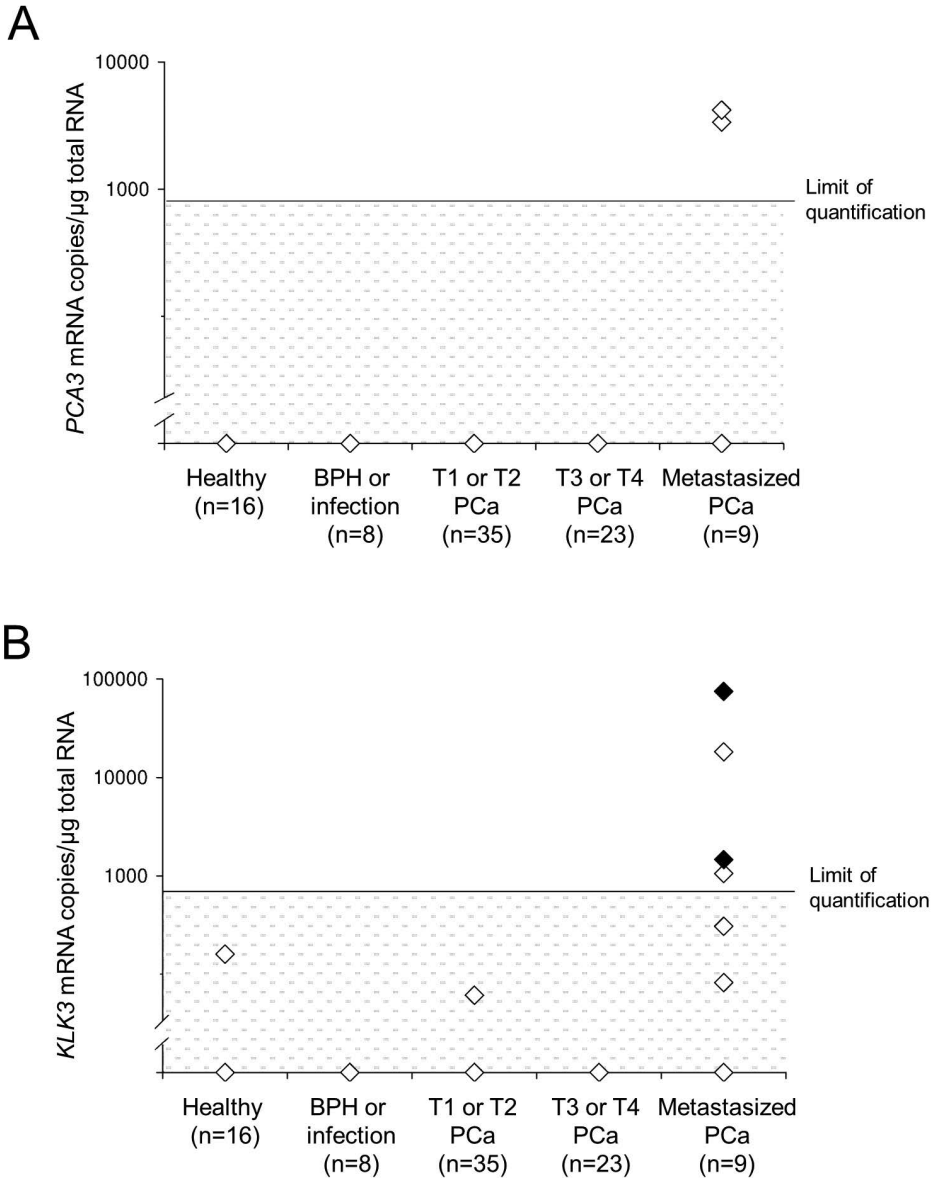 A
10000
1000
PCA3 mRNA copies/µg total RNA
Limit of
quantification
Healthy
(n=16)
BPH or
infection
(n=8)
T1 or T2
PCa
(n=35)
T3 or T4
PCa
(n=23)
Metastasized
PCa
(n=9)
B
100000
10000
1000
KLK3 mRNA copies/µg total RNA
Limit of
quantification
Healthy
(n=16)
BPH or
infection
(n=8)
T1 or T2
PCa
(n=35)
T3 or T4
PCa
(n=23)
Metastasized
PCa
(n=9)